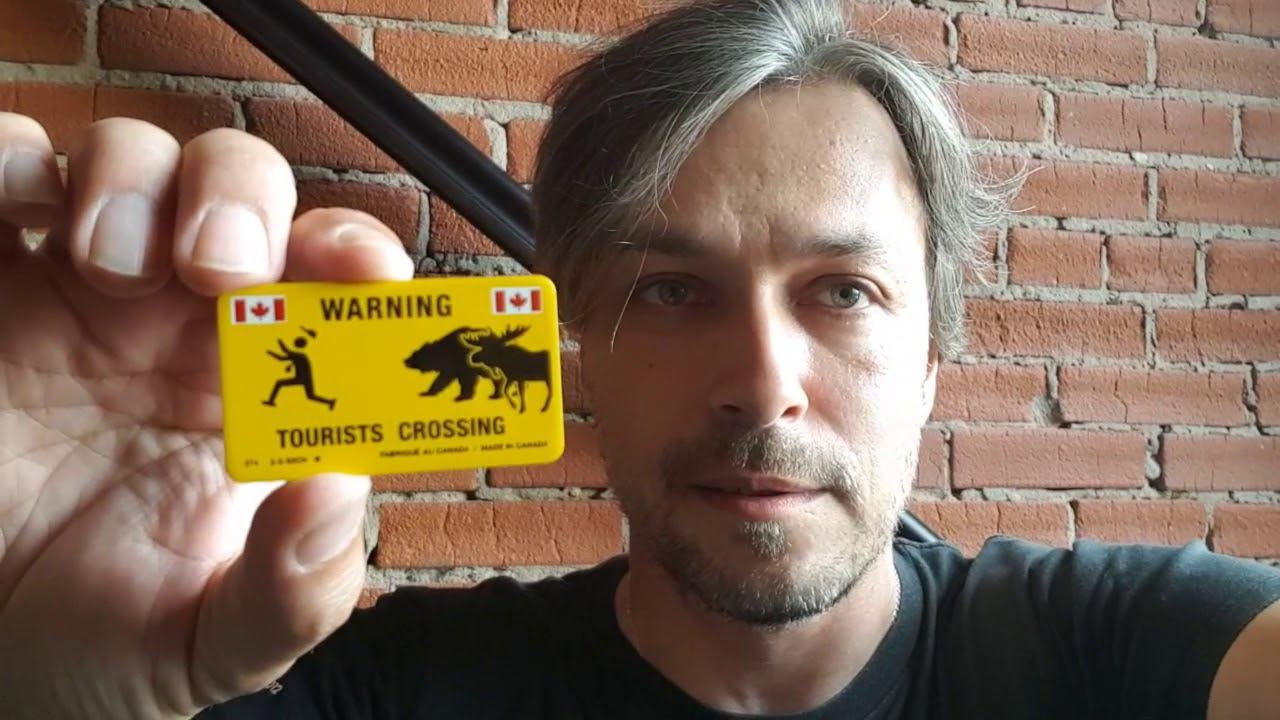 WARNING
TOURISTS CROSSING
FABRIQUÉ AU CANADA / MADE IN CANADA